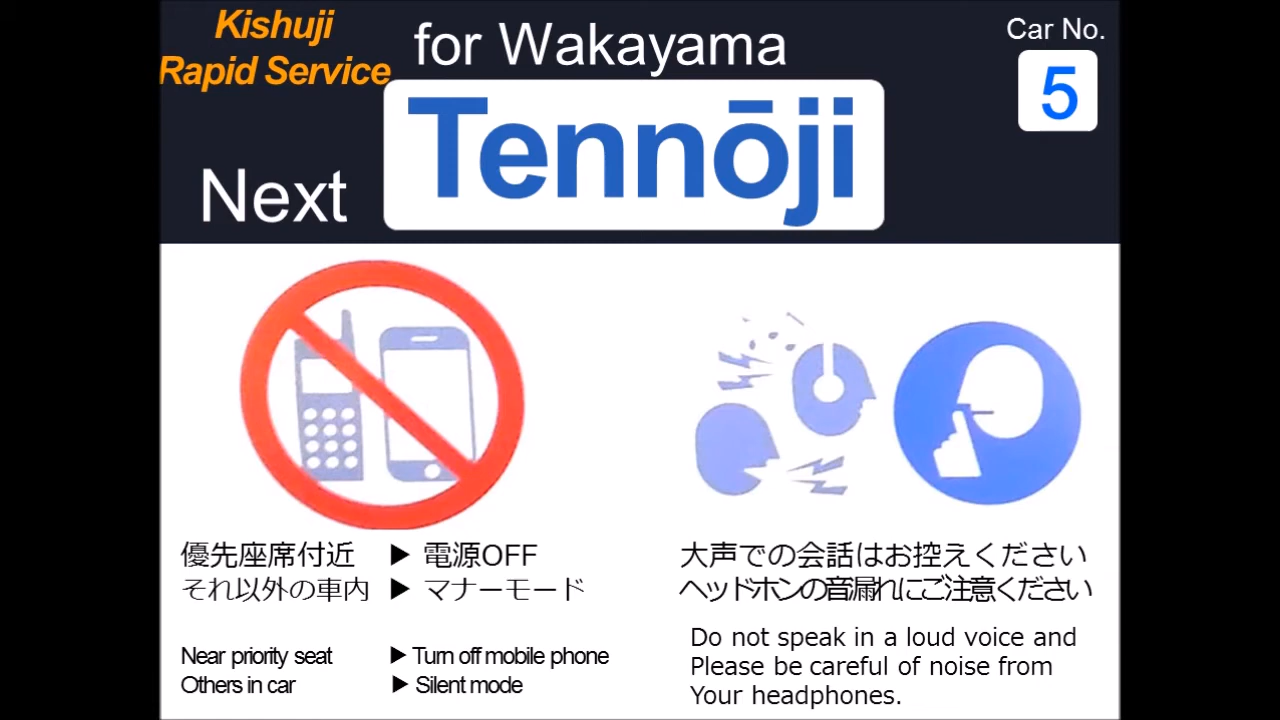 Kishuji
Rapid Service
for Wakayama
Car No.
5
Next
Tennōji
優先座席付近 ▶ 電源OFF
それ以外の車内 ▶ マナーモード
Near priority seat ▶ Turn off mobile phone
Others in car ▶ Silent mode
大声での会話はお控えください
ヘッドホンの音漏れにご注意ください
Do not speak in a loud voice and
Please be careful of noise from
Your headphones.